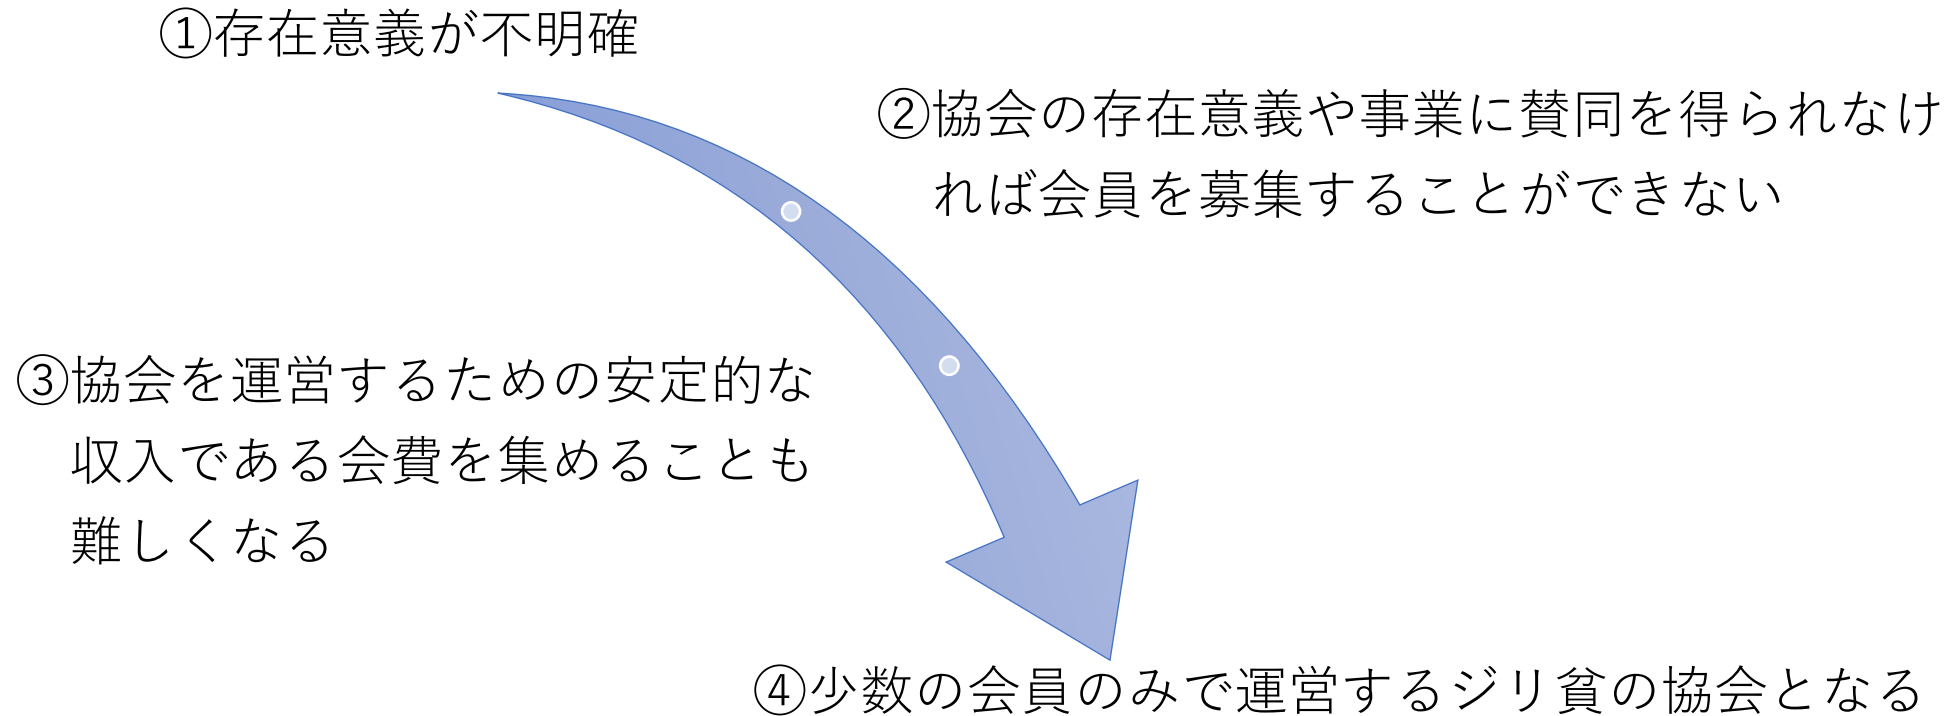 ①存在意義が不明確
②協会の存在意義や事業に賛同を得られなけ
れば会員を募集することができない
③協会を運営するための安定的な
収入である会費を集めることも
難しくなる
④少数の会員のみで運営するジリ貧の協会となる